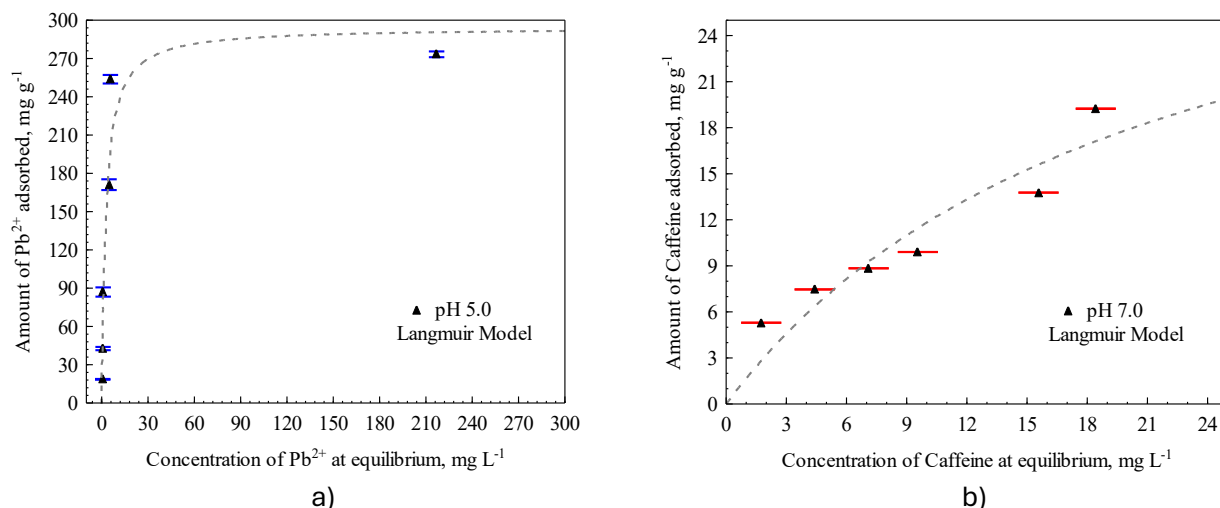 300
270
240
210
180
150
120
90
60
30
0
Amount of Pb²⁺ adsorbed, mg g⁻¹
pH 5.0
Langmuir Model
0 30 60 90 120 150 180 210 240 270 300
Concentration of Pb²⁺ at equilibrium, mg L⁻¹
a)
24
21
18
15
12
9
6
3
0
Amount of Caffeíne adsorbed, mg g⁻¹
pH 7.0
Langmuir Model
0 3 6 9 12 15 18 21 24
Concentration of Caffeine at equilibrium, mg L⁻¹
b)